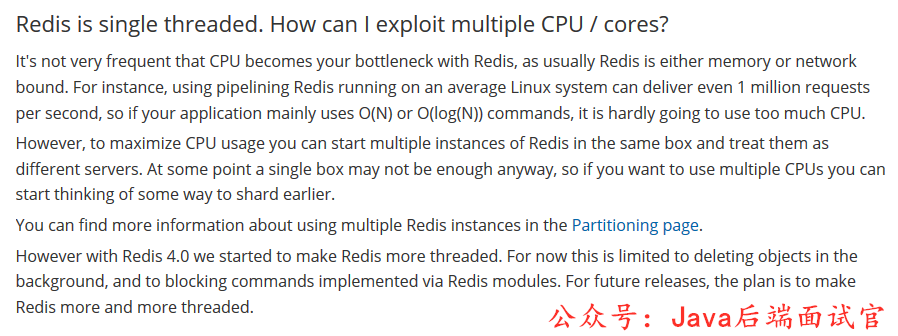 Redis is single threaded. How can I exploit multiple CPU / cores?
It's not very frequent that CPU becomes your bottleneck with Redis, as usually Redis is either memory or network
bound. For instance, using pipelining Redis running on an average Linux system can deliver even 1 million requests
per second, so if your application mainly uses O(N) or O(log(N)) commands, it is hardly going to use too much CPU.
However, to maximize CPU usage you can start multiple instances of Redis in the same box and treat them as
different servers. At some point a single box may not be enough anyway, so if you want to use multiple CPUs you can
start thinking of some way to shard earlier.
You can find more information about using multiple Redis instances in the Partitioning page.
However with Redis 4.0 we started to make Redis more threaded. For now this is limited to deleting objects in the
background, and to blocking commands implemented via Redis modules. For future releases, the plan is to make
Redis more and more threaded.
公众号：Java后端面试官